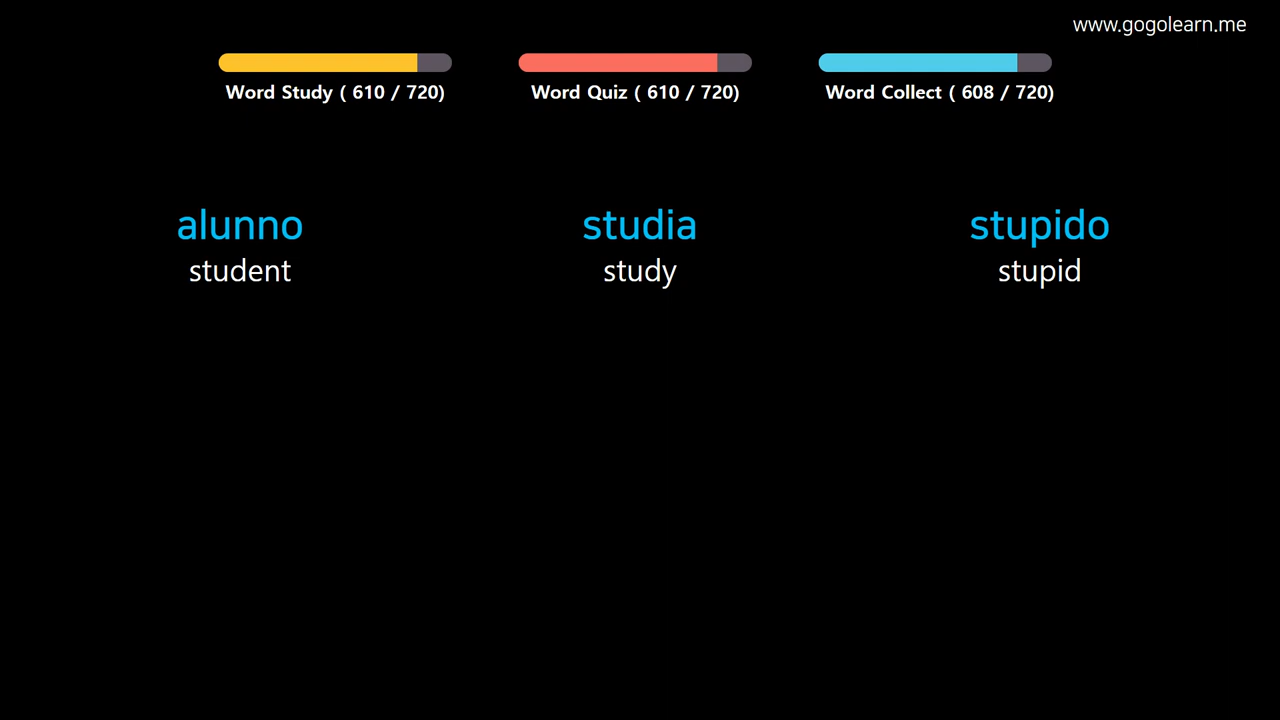 www.gogolearn.me
Word Study ( 610 / 720)
Word Quiz ( 610 / 720)
Word Collect ( 608 / 720)
alunno
studia
stupido
student
study
stupid